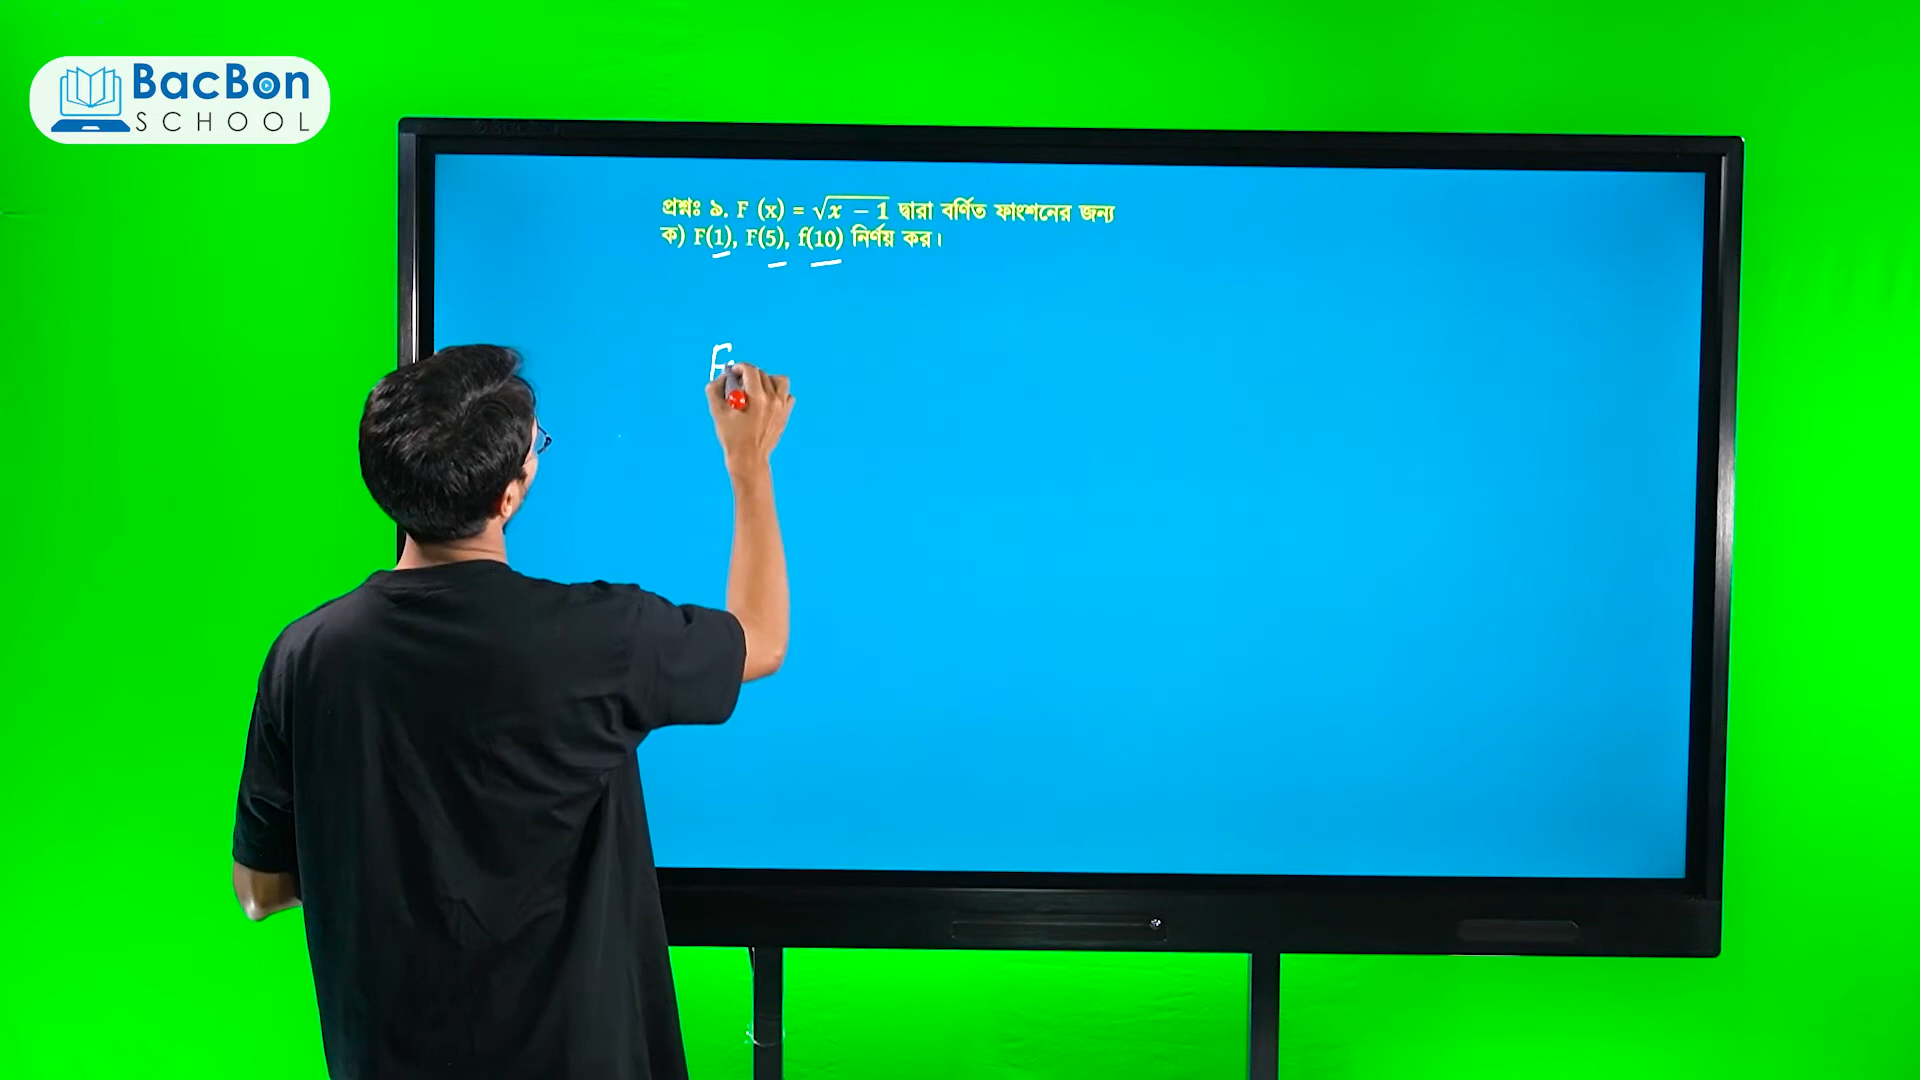 BacBon
SCHOOL
প্রশ্নঃ ৯. F (x) = √x − 1 দ্বারা বর্ণিত ফাংশনের জন্য
ক) F(1), F(5), f(10) নির্ণয় কর।
F